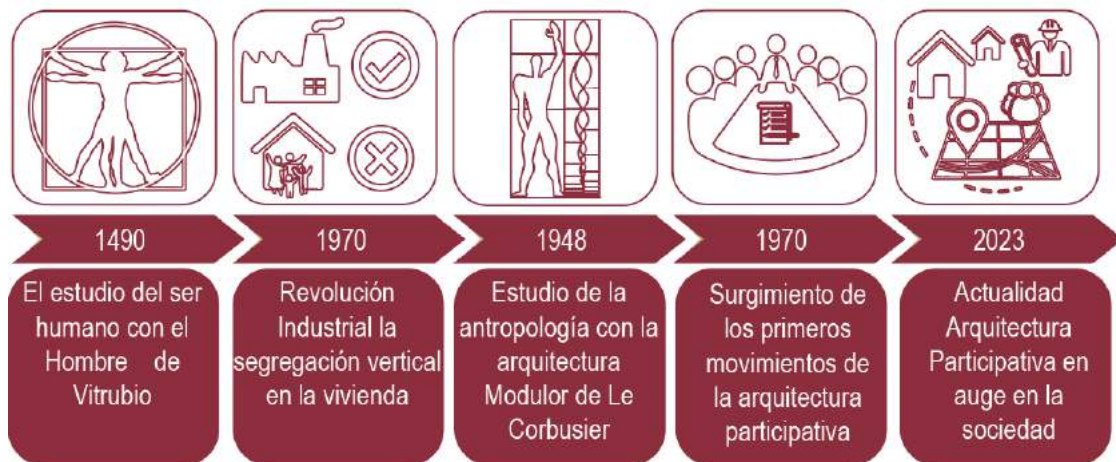 1490
1970
1948
1970
2023
El estudio del ser
humano con el
Hombre de
Vitrubio
Revolución
Industrial la
segregación vertical
en la vivienda
Estudio de la
antropología con la
arquitectura
Modulor de Le
Corbusier
Surgimiento de
los primeros
movimientos de
la arquitectura
participativa
Actualidad
Arquitectura
Participativa en
auge en la
sociedad